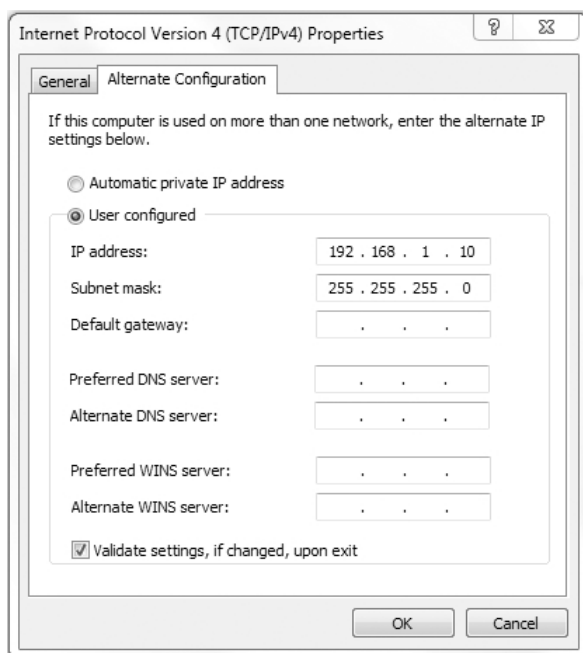 Internet Protocol Version 4 (TCP/IPv4) Properties
General
Alternate Configuration
If this computer is used on more than one network, enter the alternate IP
settings below.
Automatic private IP address
User configured
IP address: 192 . 168 . 1 . 10
Subnet mask: 255 . 255 . 255 . 0
Default gateway: . . .
Preferred DNS server: . . .
Alternate DNS server: . . .
Preferred WINS server: . . .
Alternate WINS server: . . .
Validate settings, if changed, upon exit
OK
Cancel